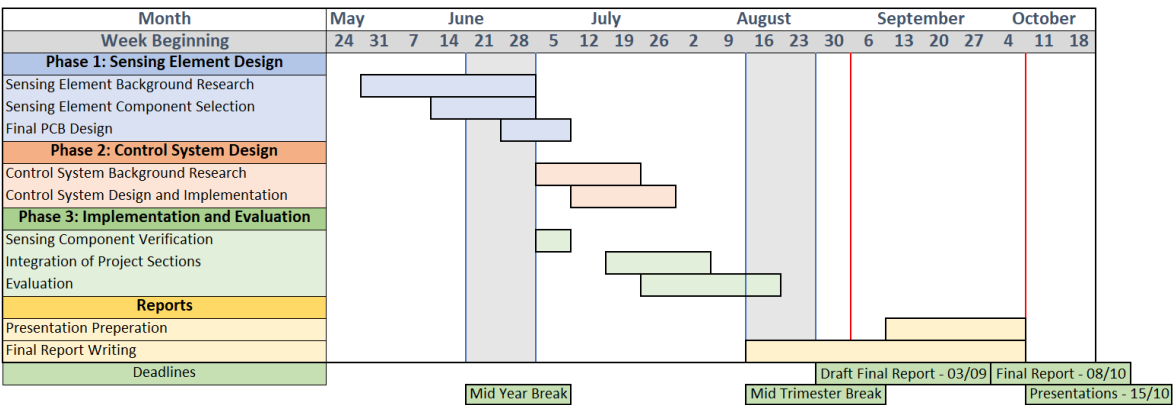 Month May June July August September October
Week Beginning 24 31 7 14 21 28 5 12 19 26 2 9 16 23 30 6 13 20 27 4 11 18
Phase 1: Sensing Element Design
Sensing Element Background Research
Sensing Element Component Selection
Final PCB Design
Phase 2: Control System Design
Control System Background Research
Control System Design and Implementation
Phase 3: Implementation and Evaluation
Sensing Component Verification
Integration of Project Sections
Evaluation
Reports
Presentation Preperation
Final Report Writing
Deadlines Draft Final Report - 03/09 Final Report - 08/10
Mid Year Break Mid Trimester Break Presentations - 15/10